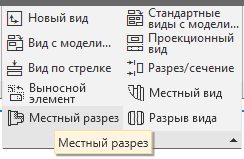 Новый вид
Стандартные
виды с модели...
Вид с модели...
Проекционный
вид
Вид по стрелке
Разрез/сечение
Выносной
элемент
Местный вид
Местный разрез
Разрыв вида
Местный разрез